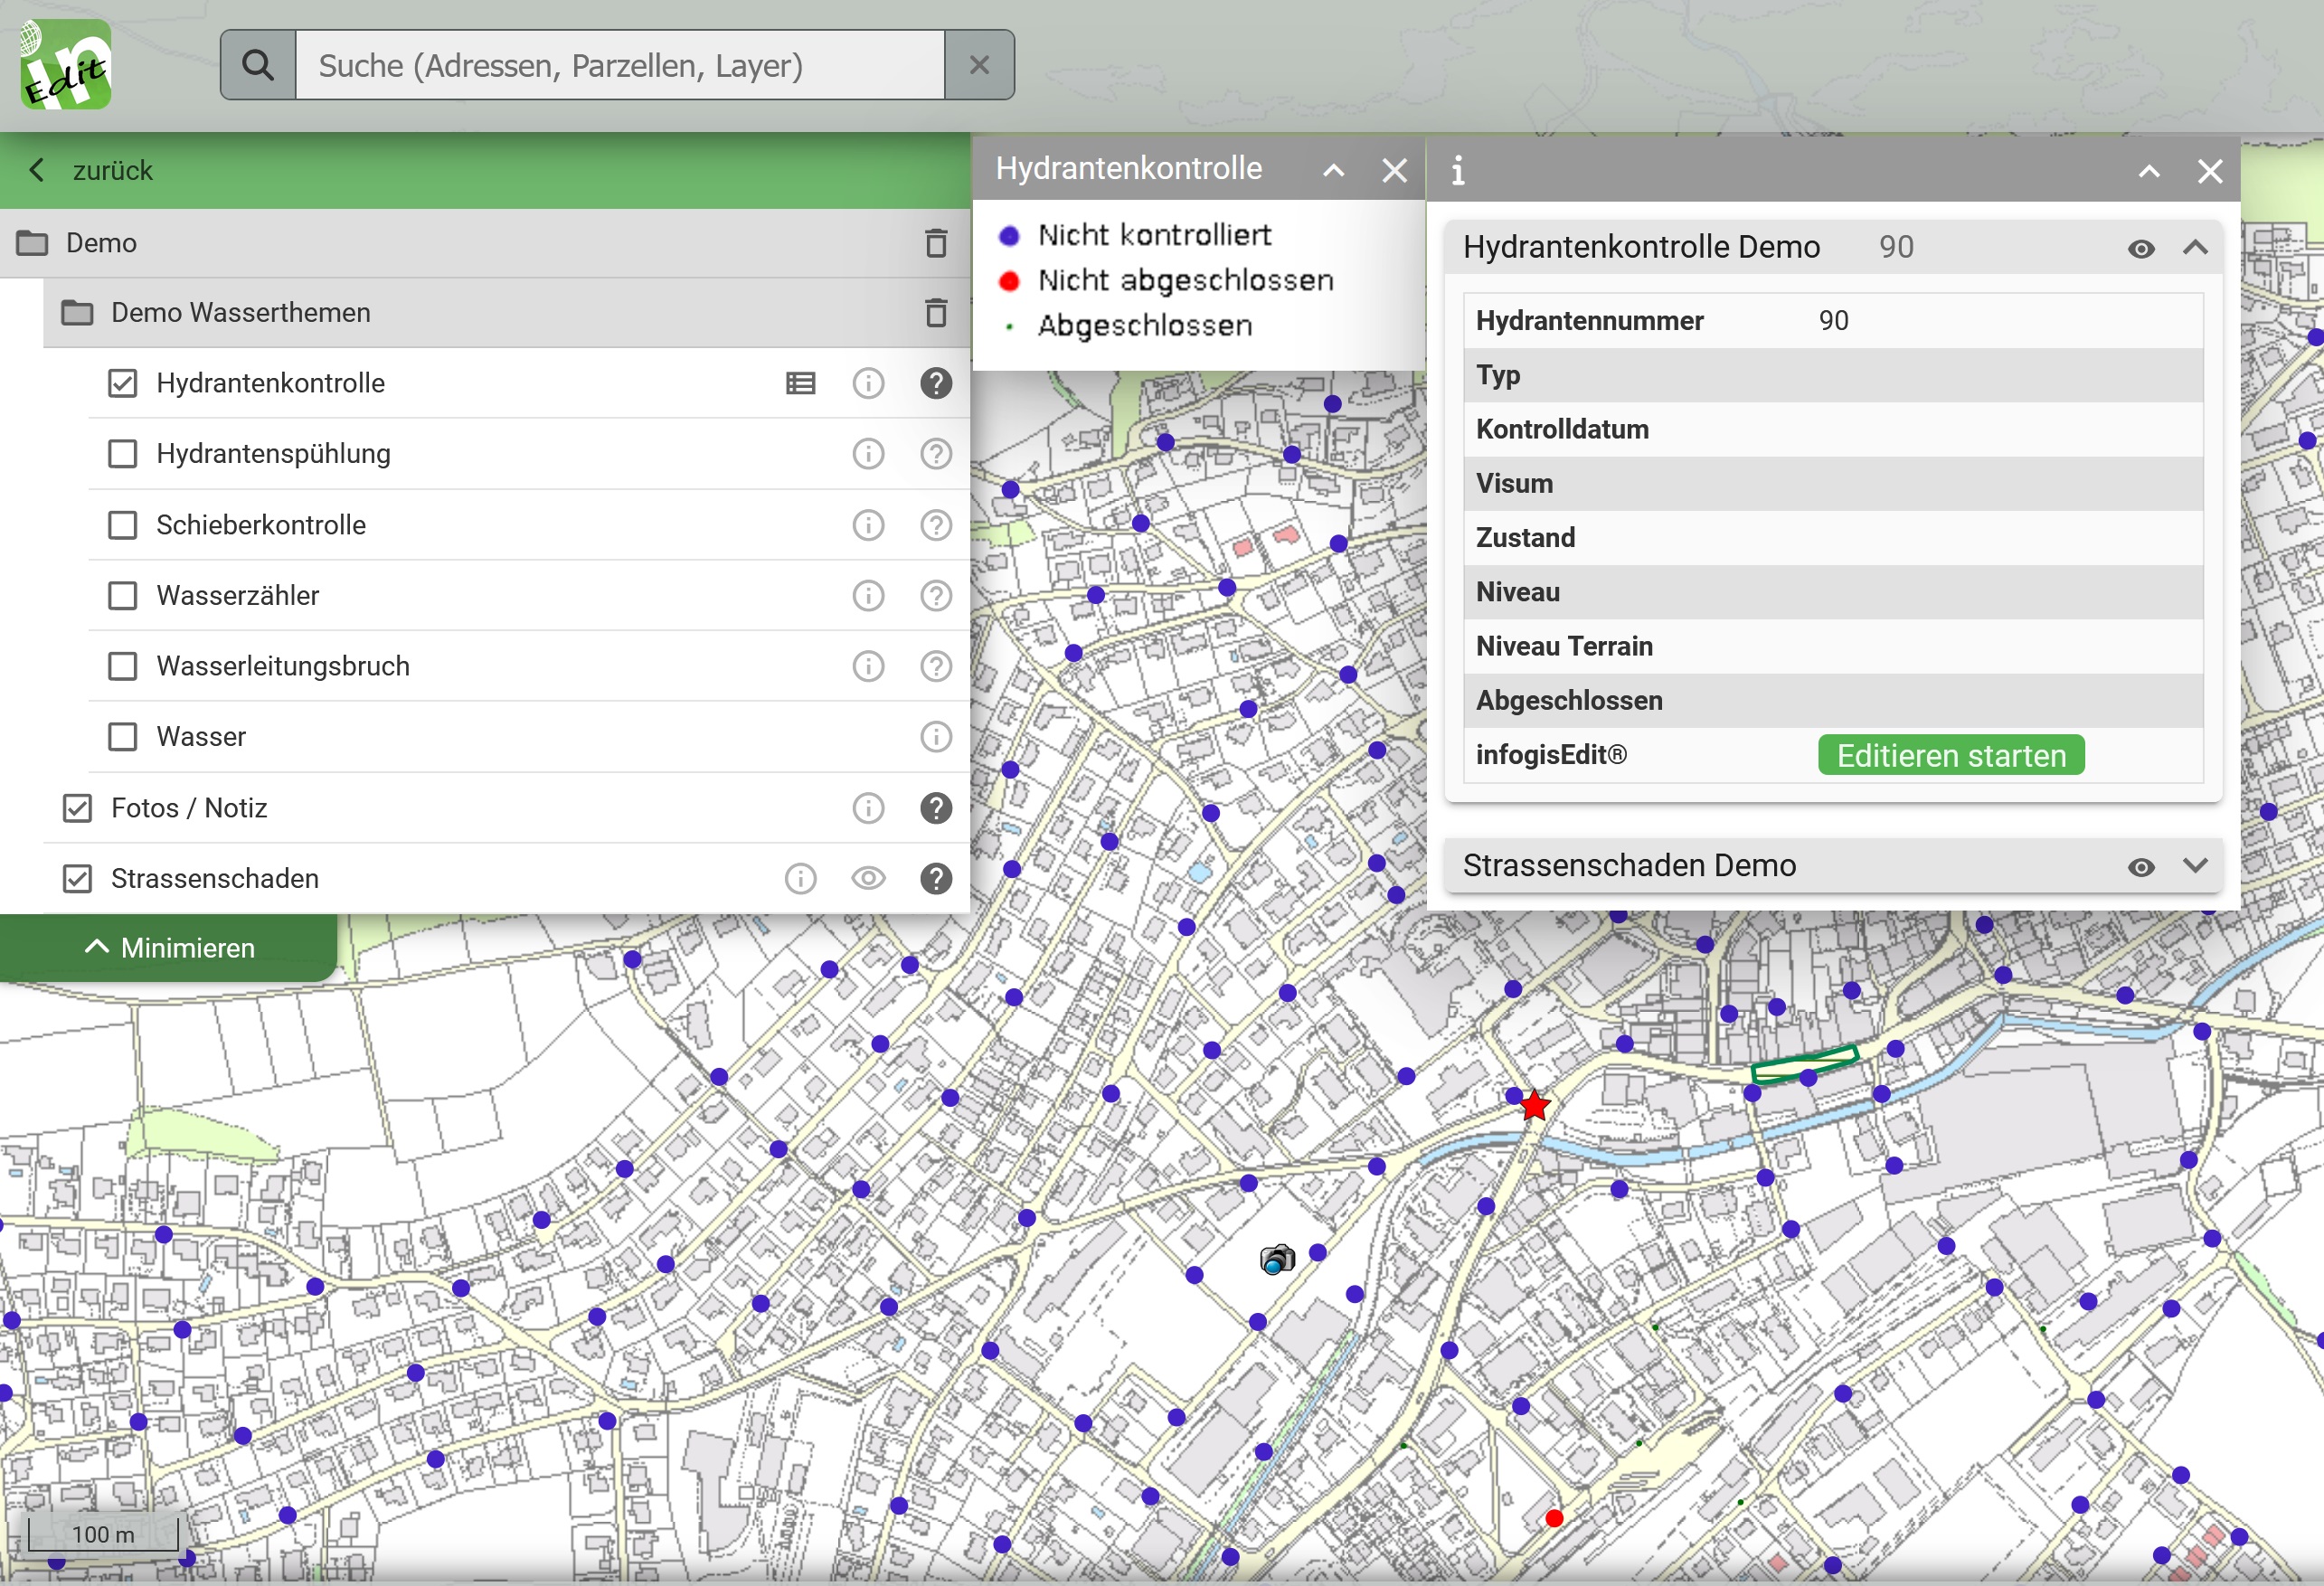 in
Edit
Suche (Adressen, Parzellen, Layer)
zurück
Demo
Demo Wasserthemen
Hydrantenkontrolle
Hydrantenspühlung
Schieberkontrolle
Wasserzähler
Wasserleitungsbruch
Wasser
Fotos / Notiz
Strassenschaden
Minimieren
Hydrantenkontrolle
Nicht kontrolliert
Nicht abgeschlossen
Abgeschlossen
Hydrantenkontrolle Demo 90
Hydrantennummer 90
Typ
Kontrolldatum
Visum
Zustand
Niveau
Niveau Terrain
Abgeschlossen
infogisEdit® Editieren starten
Strassenschaden Demo
100 m